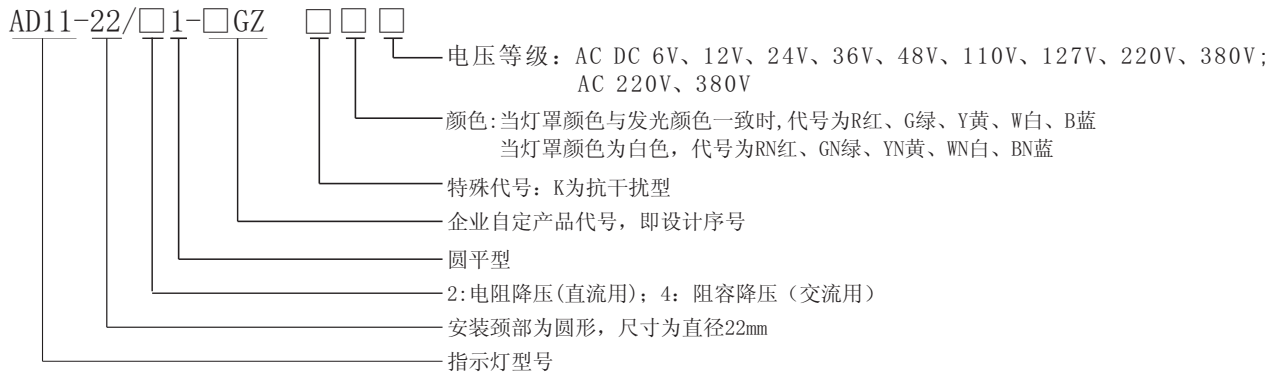 AD11-22/□1-□GZ □□□
电压等级：AC DC 6V、12V、24V、36V、48V、110V、127V、220V、380V;
AC 220V、380V
颜色:当灯罩颜色与发光颜色一致时,代号为R红、G绿、Y黄、W白、B蓝
当灯罩颜色为白色，代号为RN红、GN绿、YN黄、WN白、BN蓝
特殊代号：K为抗干扰型
企业自定产品代号，即设计序号
圆平型
2:电阻降压(直流用)；4：阻容降压（交流用）
安装颈部为圆形，尺寸为直径22mm
指示灯型号